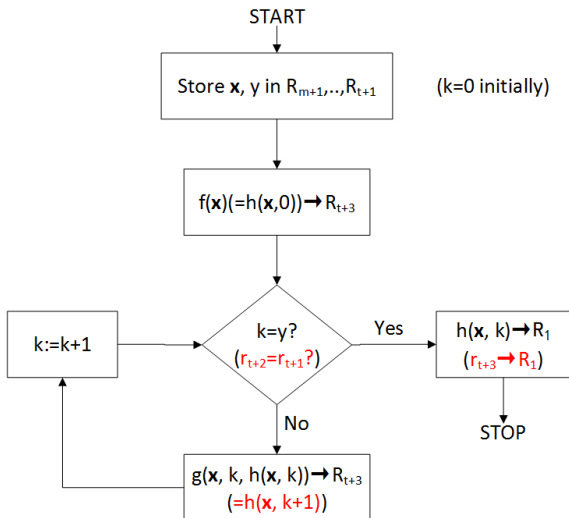 START
Store x, y in Rm+1,..,Rt+1
(k=0 initially)
f(x)(=h(x,0))→Rt+3
k:=k+1
k=y?
(rt+2=rt+1?)
Yes
h(x, k)→R1
(rt+3→R1)
No
STOP
g(x, k, h(x, k))→Rt+3
(=h(x, k+1))